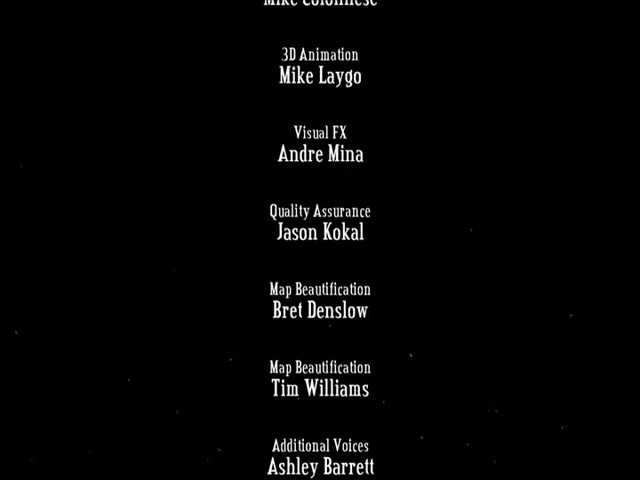 3D Animation
Mike Laygo
Visual FX
Andre Mina
Quality Assurance
Jason Kokal
Map Beautification
Bret Denslow
Map Beautification
Tim Williams
Additional Voices
Ashley Barrett